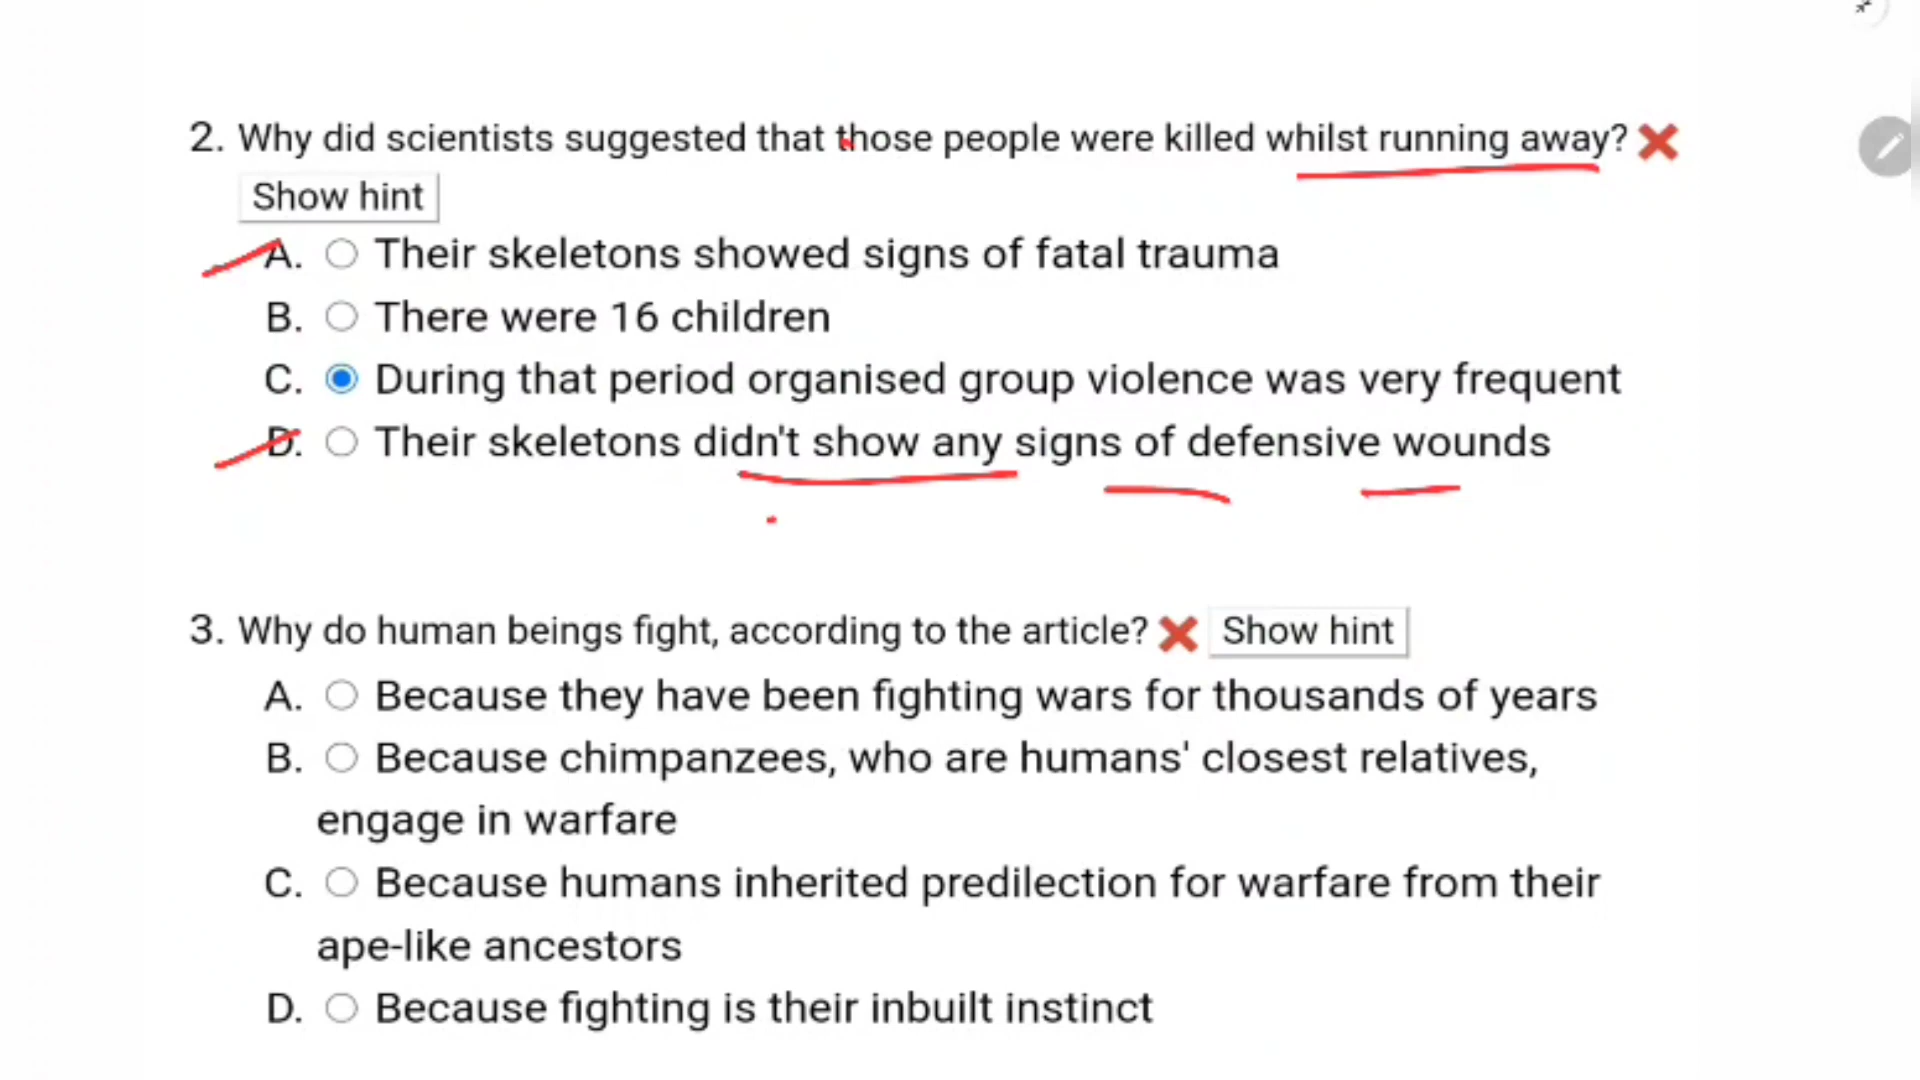 2. Why did scientists suggested that those people were killed whilst running away?
Show hint
A. Their skeletons showed signs of fatal trauma
B. There were 16 children
C. During that period organised group violence was very frequent
D. Their skeletons didn't show any signs of defensive wounds
3. Why do human beings fight, according to the article? Show hint
A. Because they have been fighting wars for thousands of years
B. Because chimpanzees, who are humans' closest relatives,
engage in warfare
C. Because humans inherited predilection for warfare from their
ape-like ancestors
D. Because fighting is their inbuilt instinct